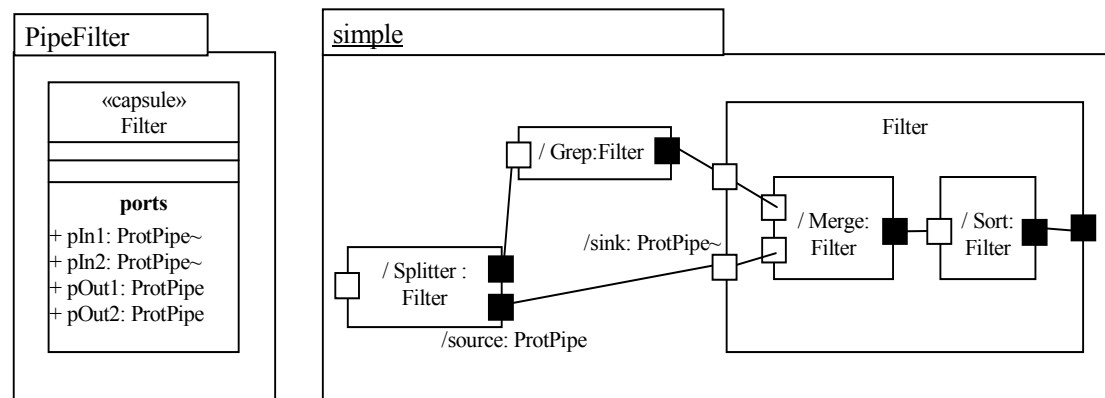 PipeFilter
«capsule»
Filter
ports
+ pIn1: ProtPipe~
+ pIn2: ProtPipe~
+ pOut1: ProtPipe
+ pOut2: ProtPipe
simple
/ Grep:Filter
Filter
/ Merge:
Filter
/ Sort:
Filter
/sink: ProtPipe~
/ Splitter :
Filter
/source: ProtPipe